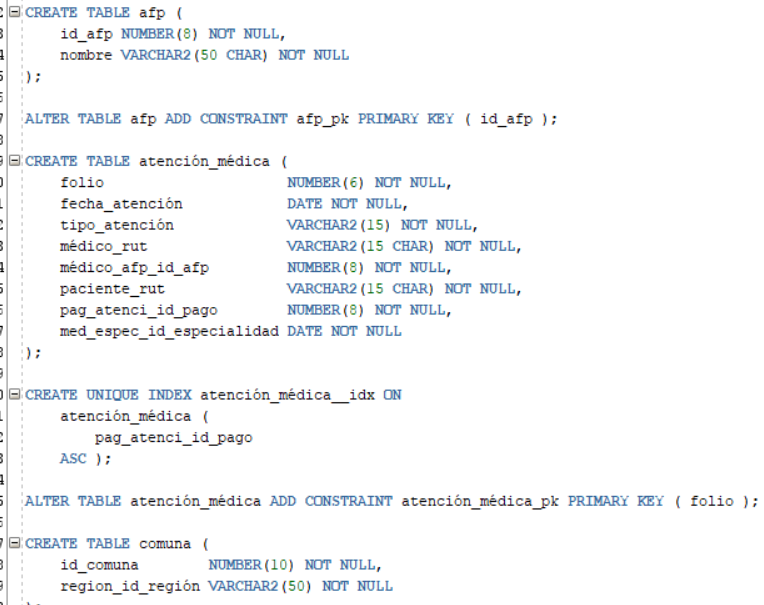 CREATE TABLE afp (
    id_afp NUMBER(8) NOT NULL,
    nombre VARCHAR2(50 CHAR) NOT NULL
);
ALTER TABLE afp ADD CONSTRAINT afp_pk PRIMARY KEY ( id_afp );
CREATE TABLE atención_médica (
    folio                      NUMBER(6) NOT NULL,
    fecha_atención             DATE NOT NULL,
    tipo_atención              VARCHAR2(15) NOT NULL,
    médico_rut                 VARCHAR2(15 CHAR) NOT NULL,
    médico_afp_id_afp          NUMBER(8) NOT NULL,
    paciente_rut               VARCHAR2(15 CHAR) NOT NULL,
    pag_atenci_id_pago         NUMBER(8) NOT NULL,
    med_espec_id_especialidad DATE NOT NULL
);
CREATE UNIQUE INDEX atención_médica__idx ON
    atención_médica (
        pag_atenci_id_pago
    ASC );
ALTER TABLE atención_médica ADD CONSTRAINT atención_médica_pk PRIMARY KEY ( folio );
CREATE TABLE comuna (
    id_comuna        NUMBER(10) NOT NULL,
    region_id_región VARCHAR2(50) NOT NULL